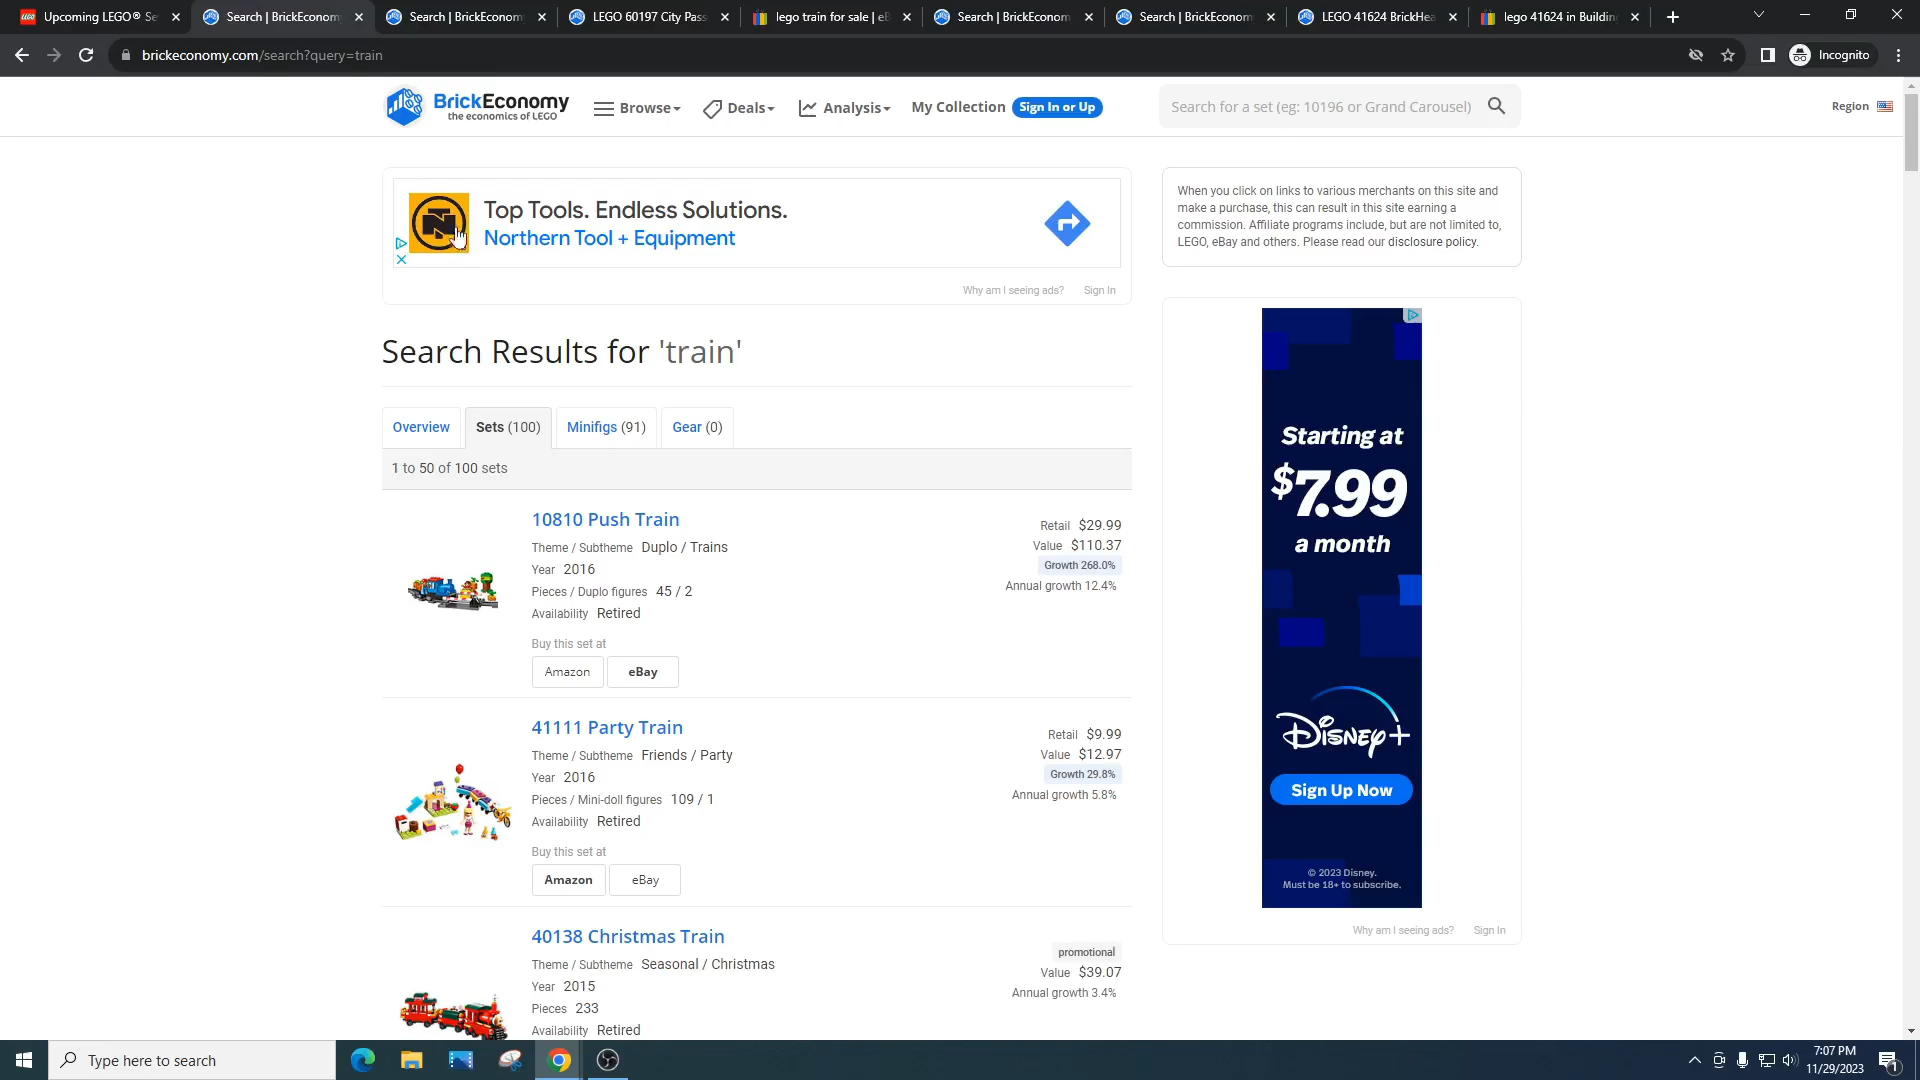 Upcoming LEGO® Se
Search | BrickEconomy
Search | BrickEconomy
LEGO 60197 City Pass
lego train for sale | eB
Search | BrickEconom
Search | BrickEconom
LEGO 41624 BrickHea
lego 41624 in Buildin
brickeconomy.com/search?query=train
Incognito
BrickEconomy
the economics of LEGO
Browse
Deals
Analysis
My Collection
Sign In or Up
Search for a set (eg: 10196 or Grand Carousel)
Region
Top Tools. Endless Solutions.
Northern Tool + Equipment
Why am I seeing ads?
Sign In
When you click on links to various merchants on this site and
make a purchase, this can result in this site earning a
commission. Affiliate programs include, but are not limited to,
LEGO, eBay and others. Please read our disclosure policy.
Search Results for 'train'
Overview
Sets (100)
Minifigs (91)
Gear (0)
1 to 50 of 100 sets
10810 Push Train
Theme / Subtheme Duplo / Trains
Year 2016
Pieces / Duplo figures 45 / 2
Availability Retired
Buy this set at
Amazon
eBay
Retail $29.99
Value $110.37
Growth 268.0%
Annual growth 12.4%
41111 Party Train
Theme / Subtheme Friends / Party
Year 2016
Pieces / Mini-doll figures 109 / 1
Availability Retired
Buy this set at
Amazon
eBay
Retail $9.99
Value $12.97
Growth 29.8%
Annual growth 5.8%
40138 Christmas Train
Theme / Subtheme Seasonal / Christmas
Year 2015
Pieces 233
Availability Retired
promotional
Value $39.07
Annual growth 3.4%
Starting at
$7.99
a month
Disney+
Sign Up Now
© 2023 Disney.
Must be 18+ to subscribe.
Why am I seeing ads?
Sign In
Type here to search
7:07 PM
11/29/2023
1